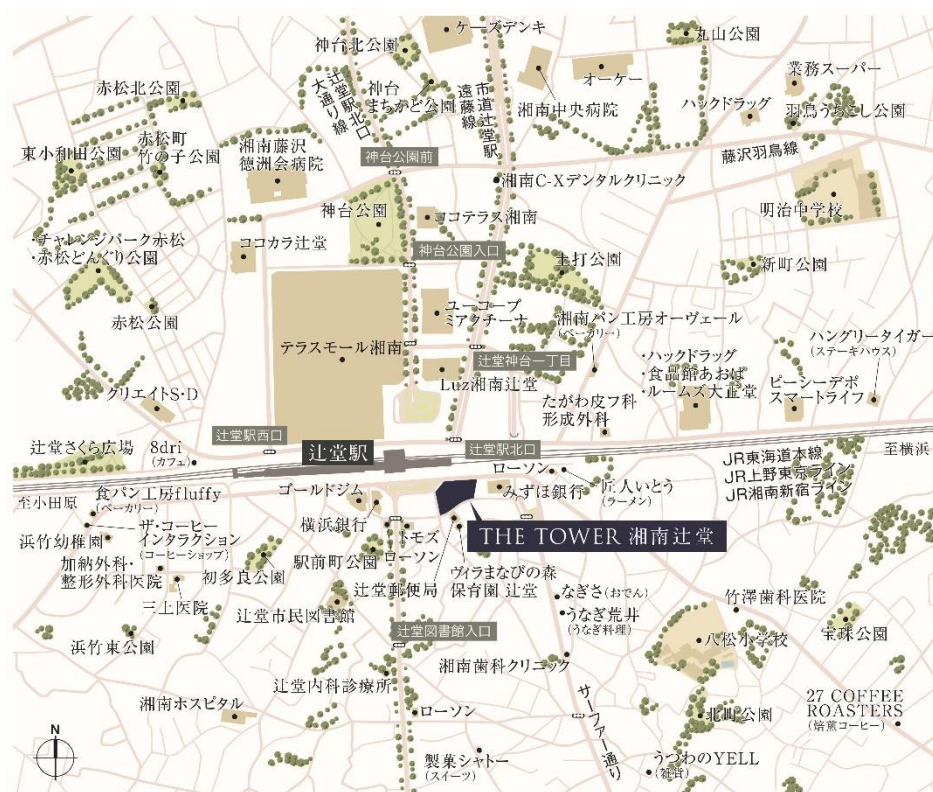 ケーズデンキ
神台北公園
丸山公園
辻堂駅北口
大通り線
神台
まちかど公園
市道辻堂駅
遠藤線
オーケー
湘南中央病院
業務スーパー
ハックドラッグ
羽鳥うちこし公園
赤松北公園
赤松町
竹の子公園
東小和田公園
湘南藤沢
徳洲会病院
神台公園前
藤沢羽鳥線
湘南C-Xデンタルクリニック
明治中学校
神台公園
ココテラス湘南
・チャレンジパーク赤松
・赤松どんぐり公園
ココカラ辻堂
神台公園入口
土打公園
新町公園
赤松公園
ユーコープ
ミアクチーナ
湘南パン工房オーヴェール
(ベーカリー)
ハングリータイガー
(ステーキハウス)
テラスモール湘南
辻堂神台一丁目
・ハックドラッグ
・食品館あおば
・ルームズ大正堂
Luz湘南辻堂
ピーシーデポ
スマートライフ
クリエイトS・D
たがわ皮フ科
形成外科
辻堂駅西口
辻堂駅
辻堂駅北口
辻堂さくら広場
8dri
(カフェ)
JR東海道本線
JR上野東京ライン
JR湘南新宿ライン
至横浜
至小田原
ローソン
匠人いとう
(ラーメン)
みずほ銀行
食パン工房fluffy
(ベーカリー)
ゴールドジム
横浜銀行
トモズ
ローソン
THE TOWER 湘南辻堂
ザ・コーヒー
インタラクション
(コーヒーショップ)
浜竹幼稚園
加納外科・
整形外科医院
三上医院
初多良公園
駅前町公園
辻堂郵便局
ヴィラまなびの森
保育園 辻堂
なぎさ(おでん)
うなぎ荒井
(うなぎ料理)
竹澤歯科医院
辻堂市民図書館
辻堂図書館入口
八松小学校
宝珠公園
浜竹東公園
湘南歯科クリニック
辻堂内科診療所
サーファー通り
湘南ホスピタル
ローソン
北町公園
27 COFFEE
ROASTERS
(焙煎コーヒー)
製菓シャトー
(スイーツ)
うつわのYELL
(雑貨)
N